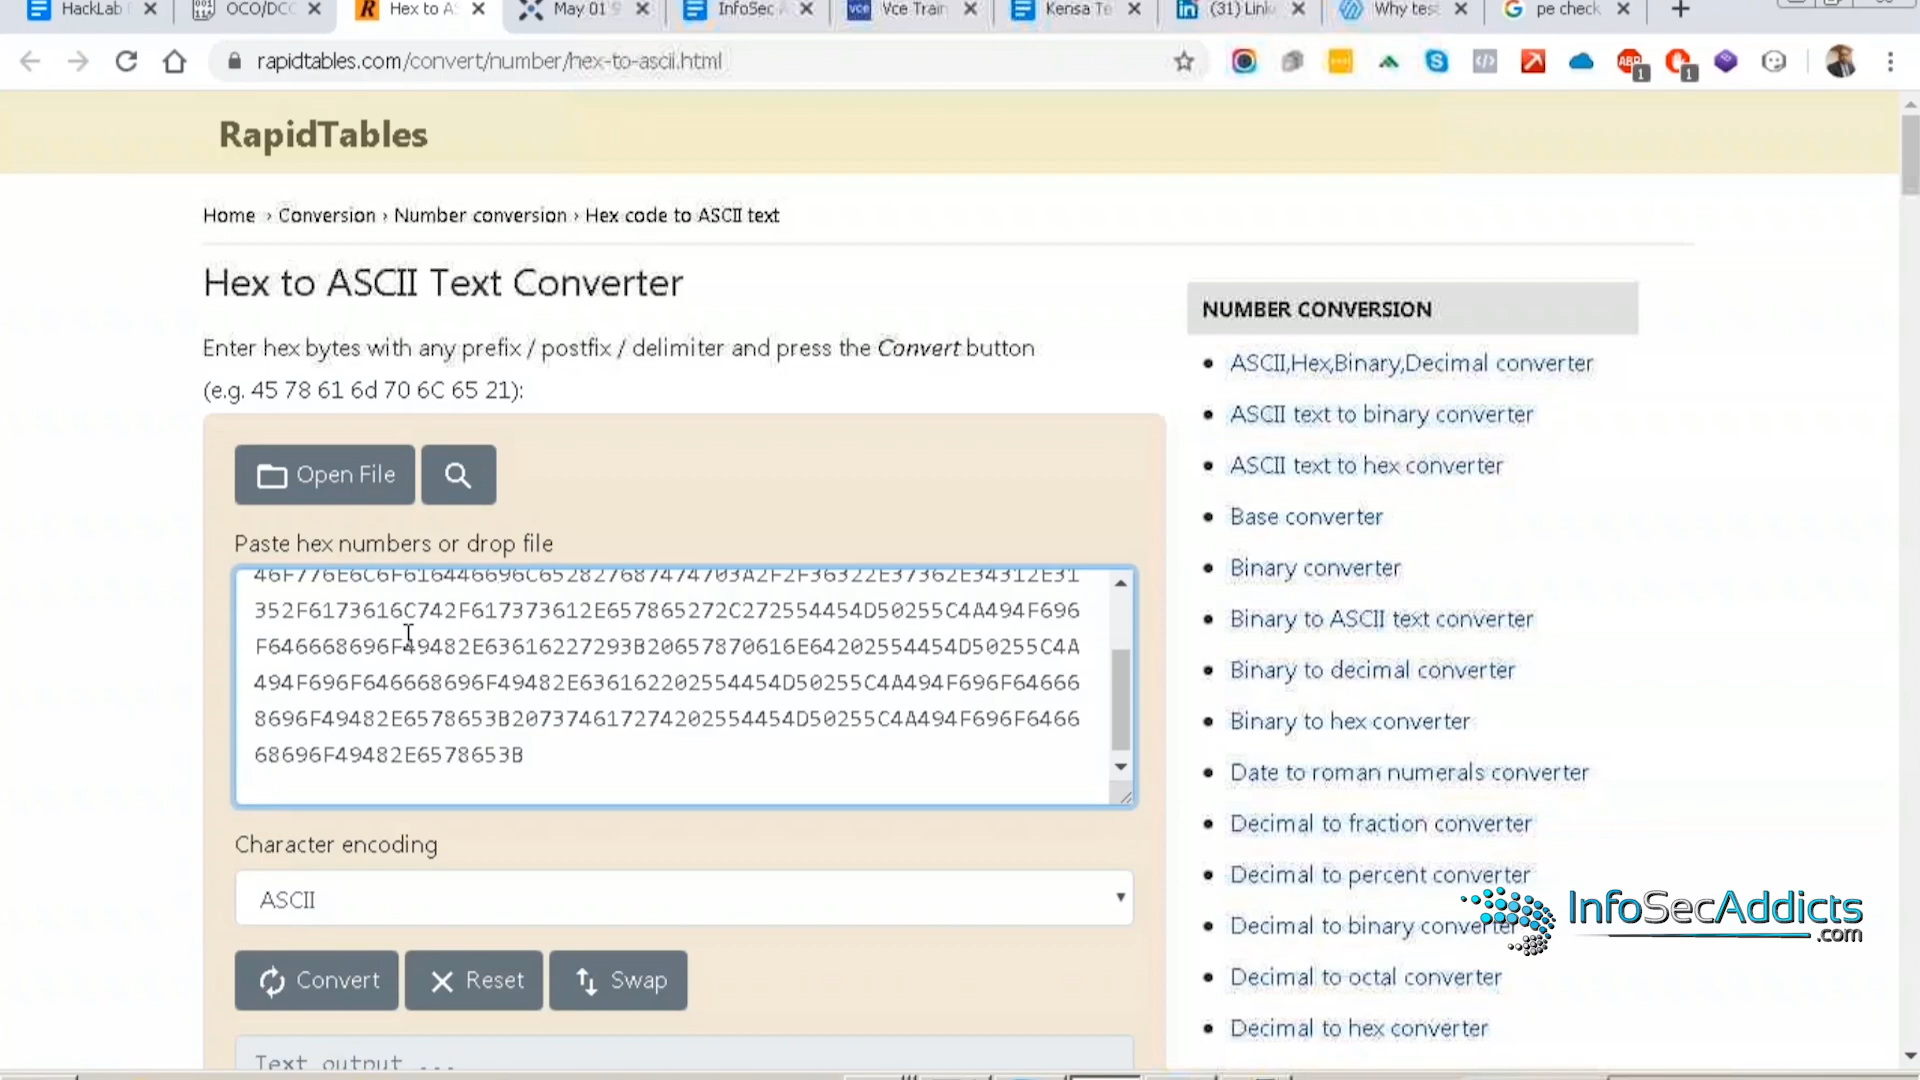 HackLab
OCO/DCC
Hex to AS
May 01 9
InfoSec A
Vce Train
Kerisa Te
(31) Link
Why test
pe check
rapidtables.com/convert/number/hex-to-ascii.html
RapidTables
Home › Conversion › Number conversion › Hex code to ASCII text
Hex to ASCII Text Converter
Enter hex bytes with any prefix / postfix / delimiter and press the Convert button
(e.g. 45 78 61 6d 70 6C 65 21):
Open File
Paste hex numbers or drop file
46F776E6C6F616446696C652827687474703A2F2F36322E37362E34312E31
352F6173616C742F617373612E657865272C272554454D50255C4A494F696
F646668696F49482E63616227293B20657870616E64202554454D50255C4A
494F696F646668696F49482E636162202554454D50255C4A494F696F64666
8696F49482E6578653B207374617274202554454D50255C4A494F696F6466
68696F49482E6578653B
Character encoding
ASCII
Convert
Reset
Swap
Text output ...
NUMBER CONVERSION
ASCII,Hex,Binary,Decimal converter
ASCII text to binary converter
ASCII text to hex converter
Base converter
Binary converter
Binary to ASCII text converter
Binary to decimal converter
Binary to hex converter
Date to roman numerals converter
Decimal to fraction converter
Decimal to percent converter
Decimal to binary converter
Decimal to octal converter
Decimal to hex converter
InfoSecAddicts
.com